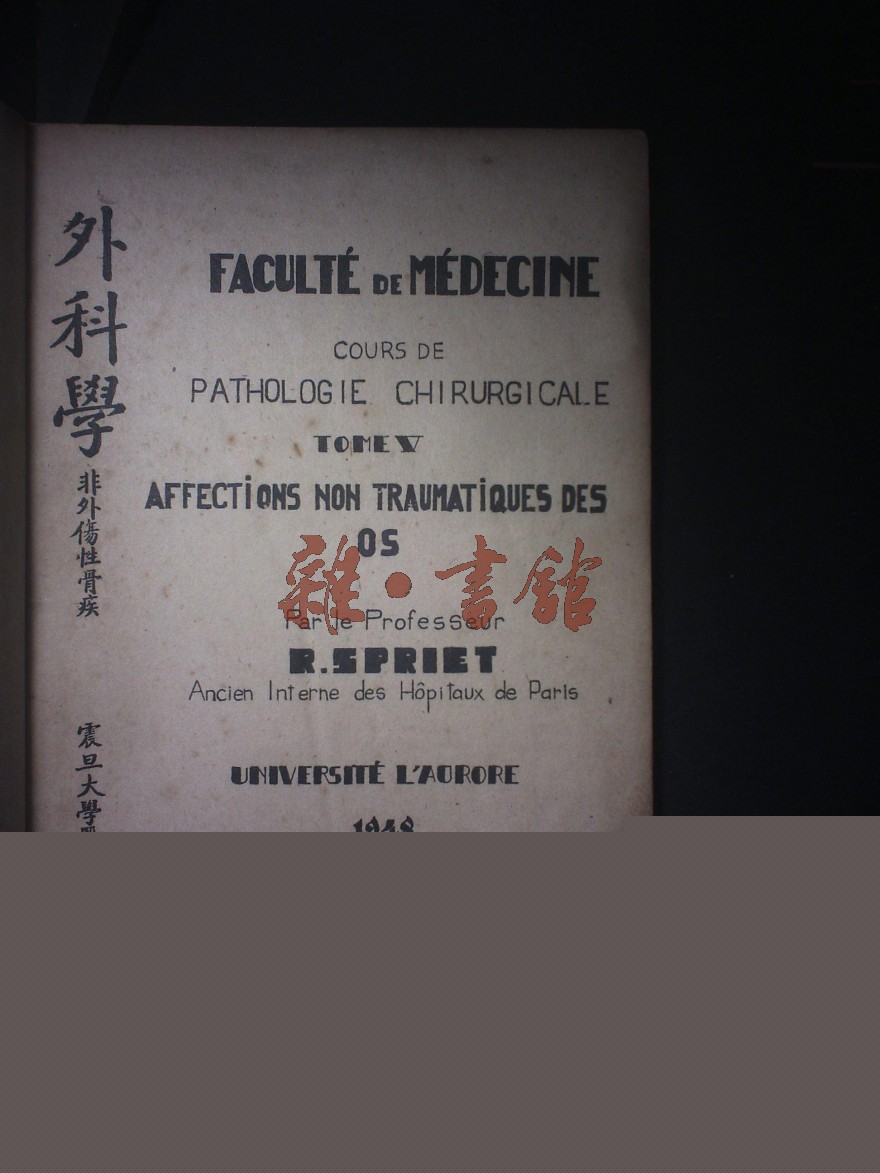 外科學
非外傷性骨疾
震旦大學
FACULTÉ DE MÉDECINE
COURS DE
PATHOLOGIE CHIRURGICALE
TOME V
AFFECTIONS NON TRAUMATIQUES DES
OS
雜·書館
Par le Professeur
R. SPRIET
Ancien Interne des Hôpitaux de Paris
UNIVERSITÉ L'AURORE
1948